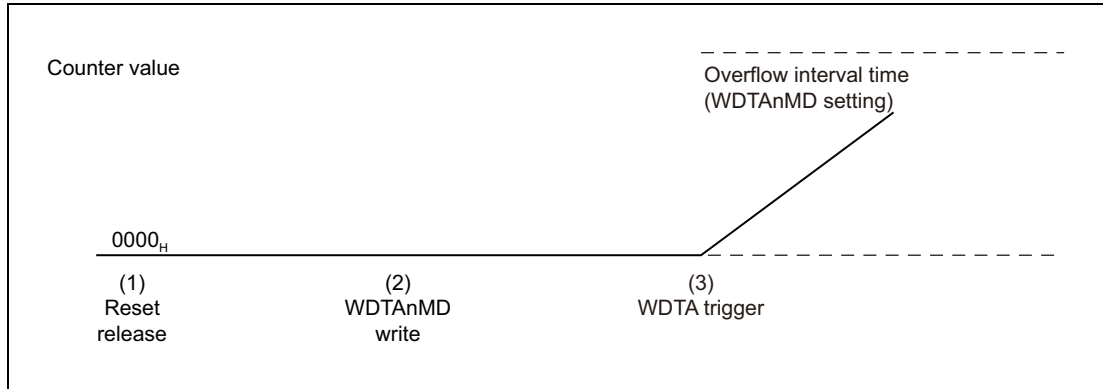 Counter value
Overflow interval time
(WDTAnMD setting)
0000H
(1)
Reset
release
(2)
WDTAnMD
write
(3)
WDTA trigger